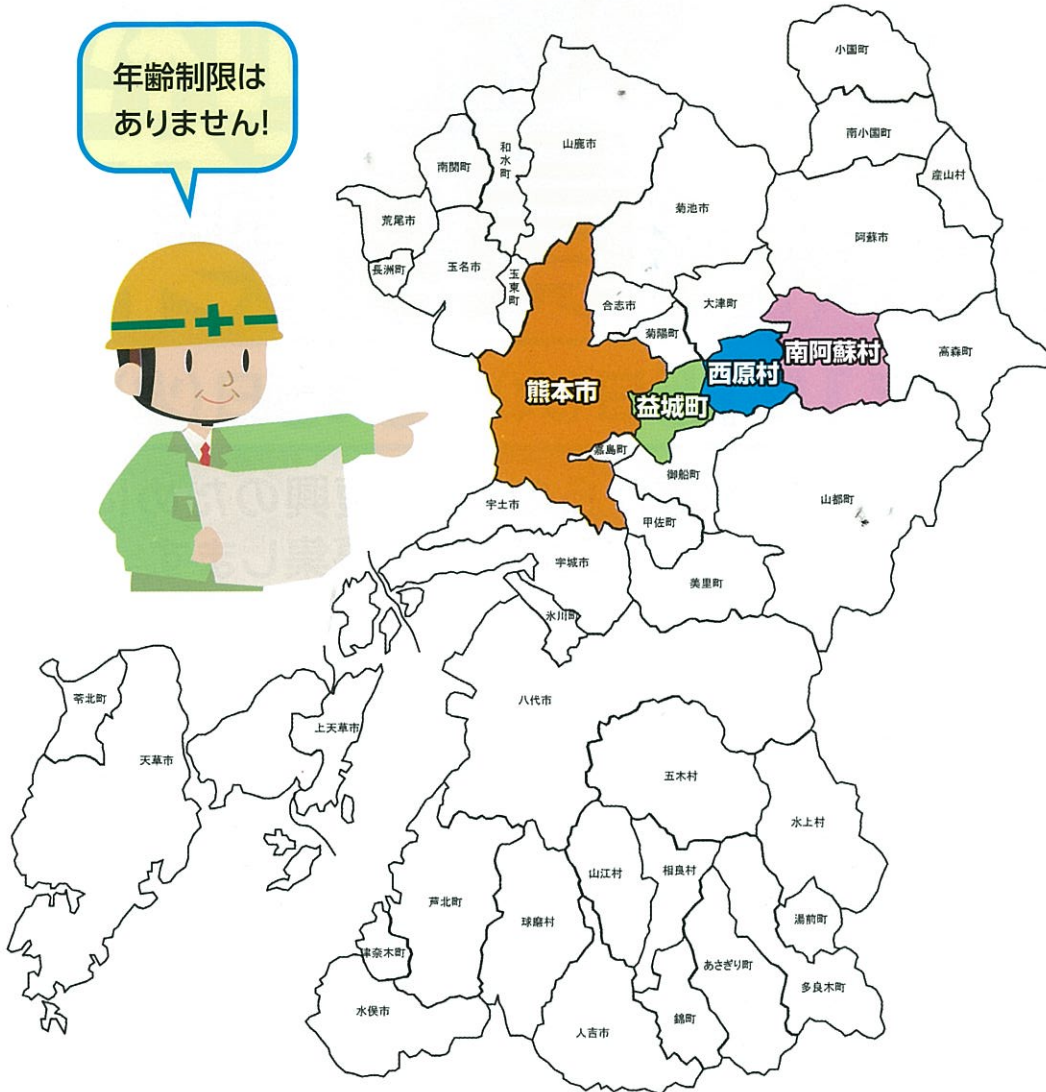 年齢制限は
ありません!
小国町
南小国町
産山村
和水町
山鹿市
南関町
菊池市
荒尾市
阿蘇市
長洲町
玉名市
玉東町
合志市
大津町
菊陽町
南阿蘇村
高森町
西原村
熊本市
益城町
嘉島町
御船町
山都町
宇土市
甲佐町
宇城市
美里町
氷川町
苓北町
八代市
上天草市
天草市
五木村
水上村
山江村
相良村
芦北町
球磨村
湯前町
津奈木町
あさぎり町
多良木町
水俣市
錦町
人吉市